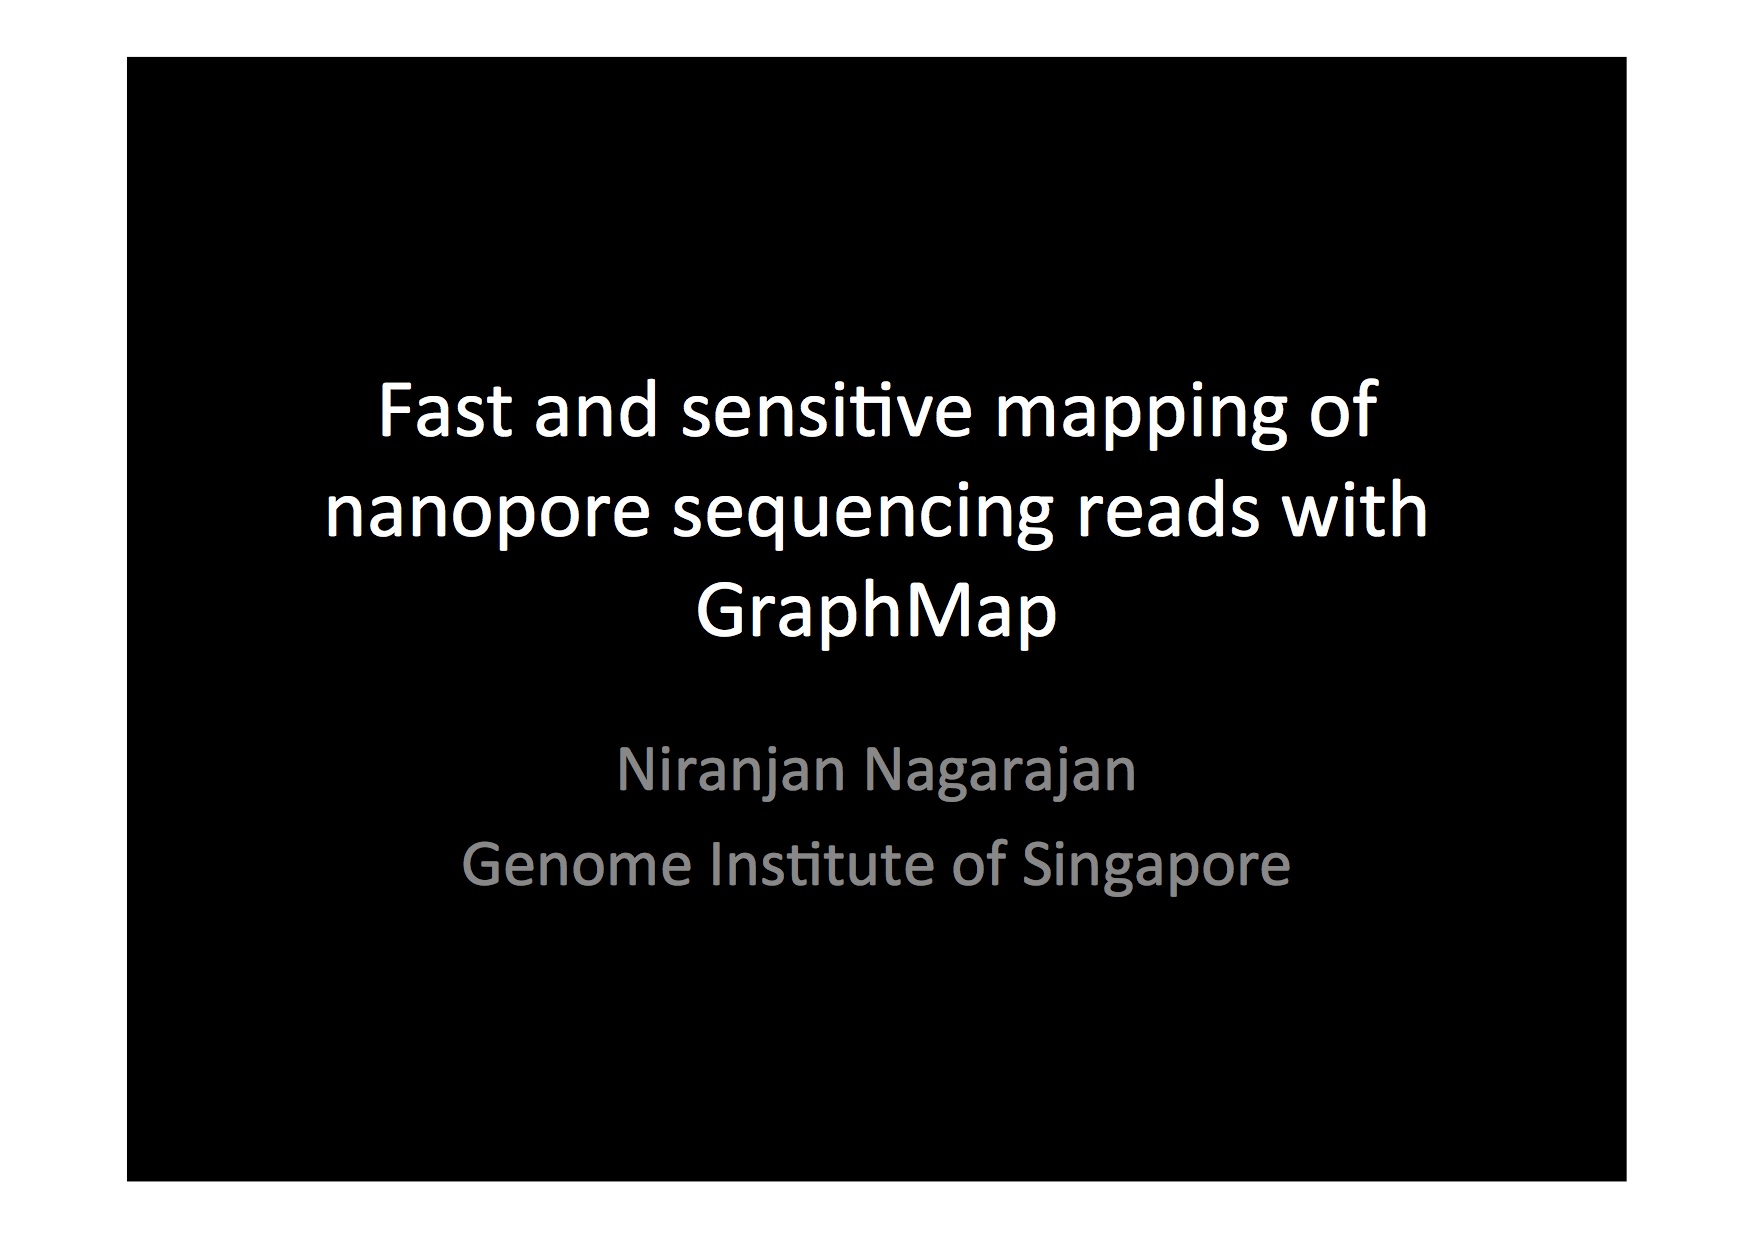 Fast and sensitive mapping of
nanopore sequencing reads with
GraphMap
Niranjan Nagarajan
Genome Institute of Singapore